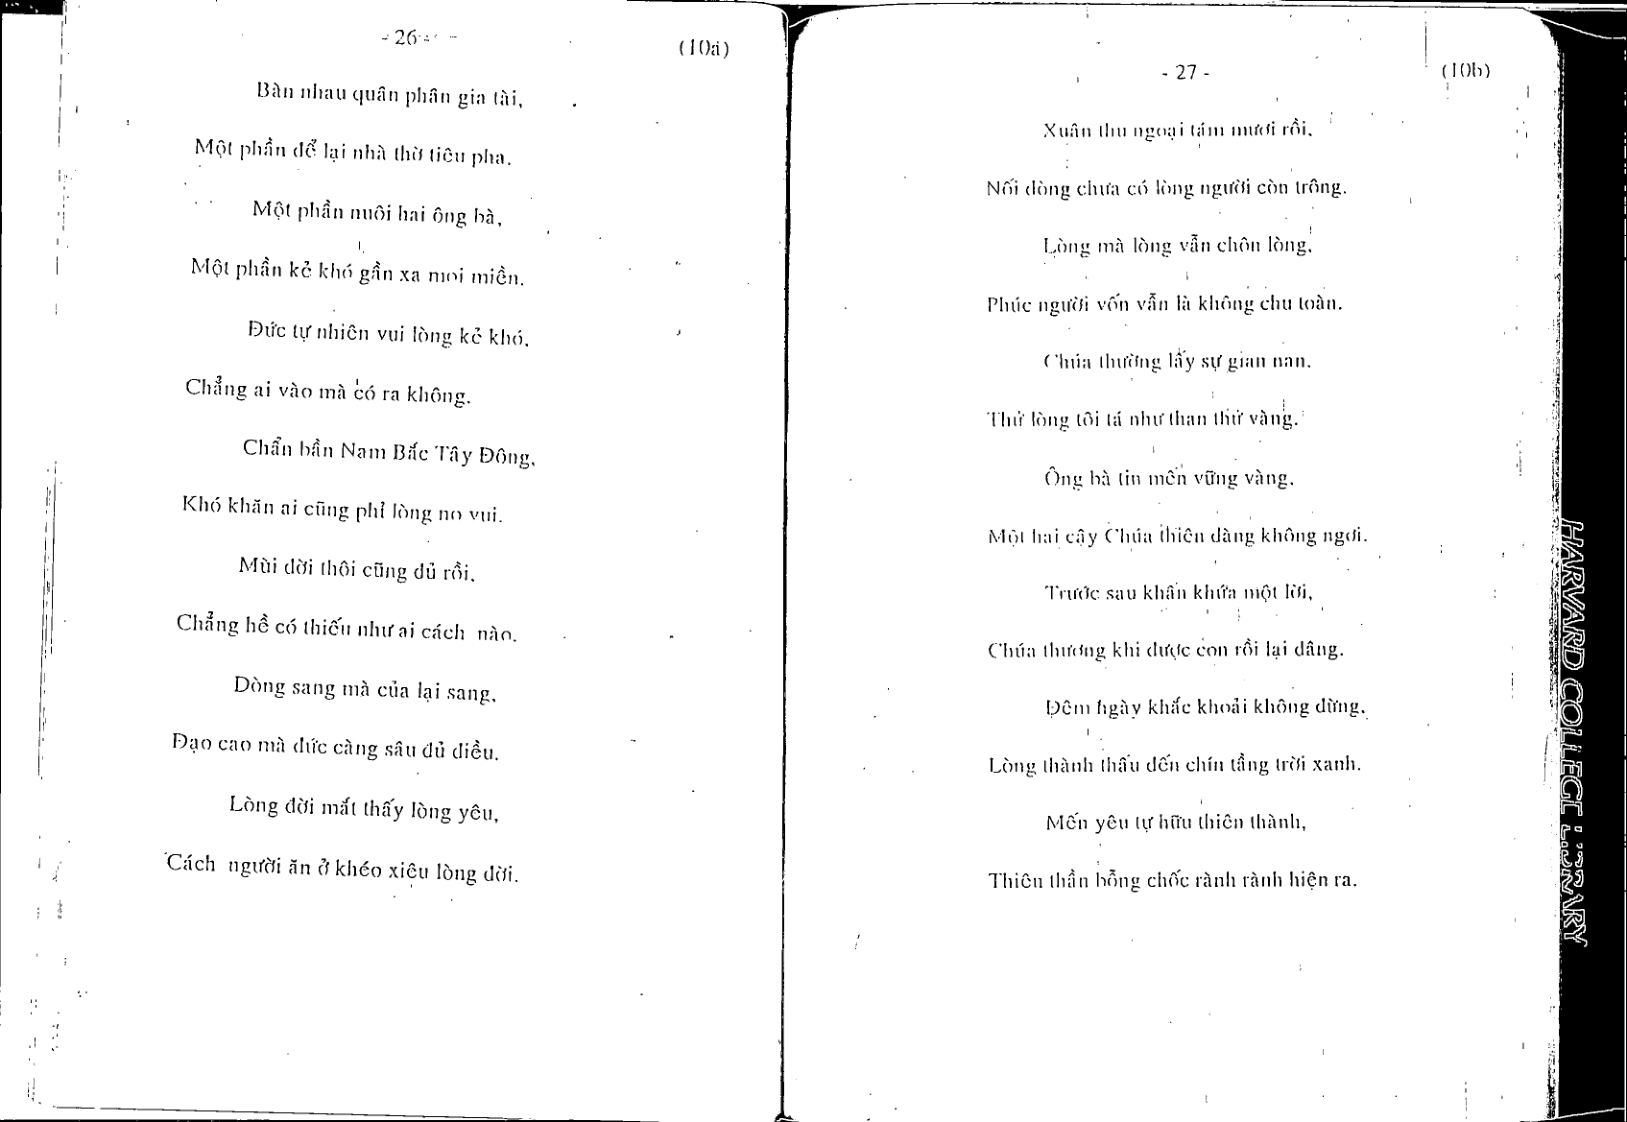 - 26 -
(10a)
Bàn nhau quân phân gia tài,
Một phần để lại nhà thờ tiêu pha.
Một phần nuôi hai ông bà,
Một phần kẻ khó gần xa mọi miền.
Đức tự nhiên vui lòng kẻ khó,
Chẳng ai vào mà có ra không.
Chẩn bần Nam Bắc Tây Đông,
Khó khăn ai cũng phỉ lòng no vui.
Mùi đời thôi cũng đủ rồi,
Chẳng hề có thiếu như ai cách nào.
Dòng sang mà của lại sang,
Đạo cao mà đức càng sâu đủ điều.
Lòng đời mất thấy lòng yêu,
Cách người ăn ở khéo xiêu lòng đời.
- 27 -
(10b)
Xuân thu ngoại tám mươi rồi,
Nối dòng chưa có lòng người còn trông.
Lòng mà lòng vẫn chôn lòng,
Phúc người vốn vẫn là không chu toàn.
Chúa thường lấy sự gian nan,
Thử lòng tôi tá như than thử vàng.
Ông bà tin mến vững vàng,
Một hai cậy Chúa thiên đàng không ngơi.
Trước sau khấn khứa một lời,
Chúa thương khi được con rồi lại dâng.
Đêm ngày khắc khoải không dừng,
Lòng thành thấu đến chín tầng trời xanh.
Mến yêu tự hữu thiên thành,
Thiên thần bỗng chốc rành rành hiện ra.
HARVARD COLLEGE LIBRARY